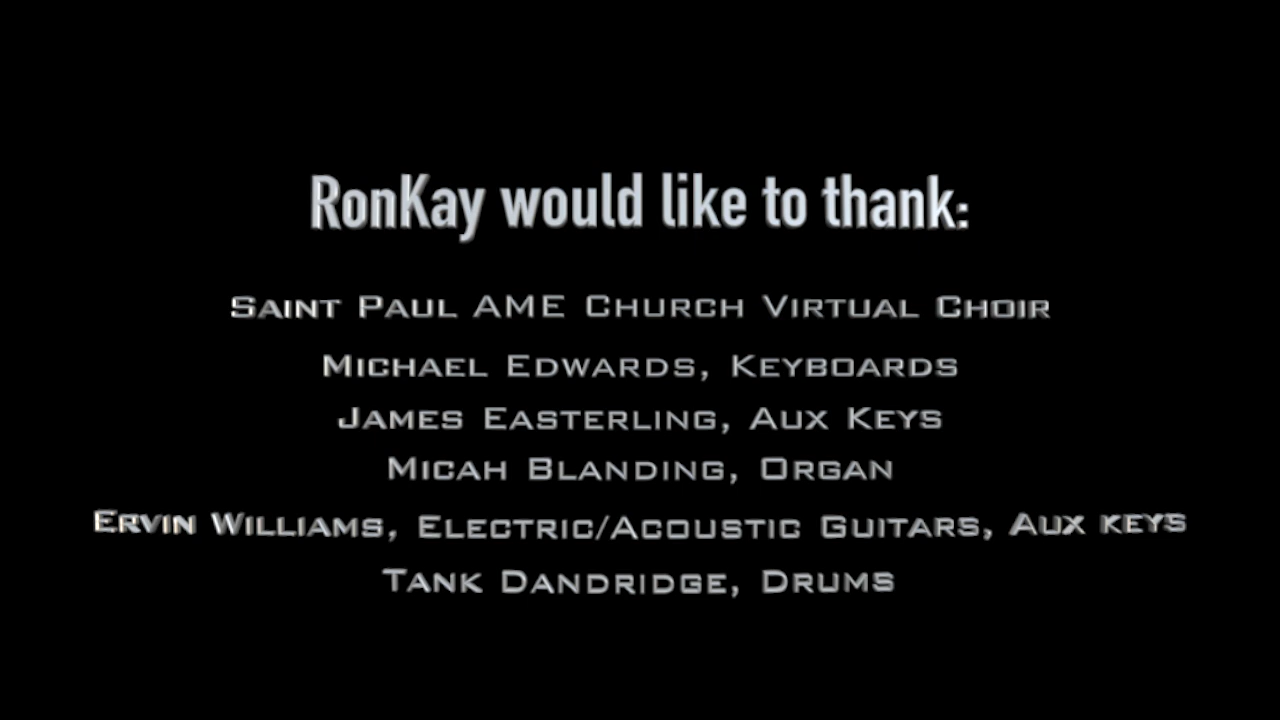 RonKay would like to thank:
Saint Paul AME Church Virtual Choir
Michael Edwards, Keyboards
James Easterling, Aux Keys
Micah Blanding, Organ
Ervin Williams, Electric/Acoustic Guitars, Aux keys
Tank Dandridge, Drums